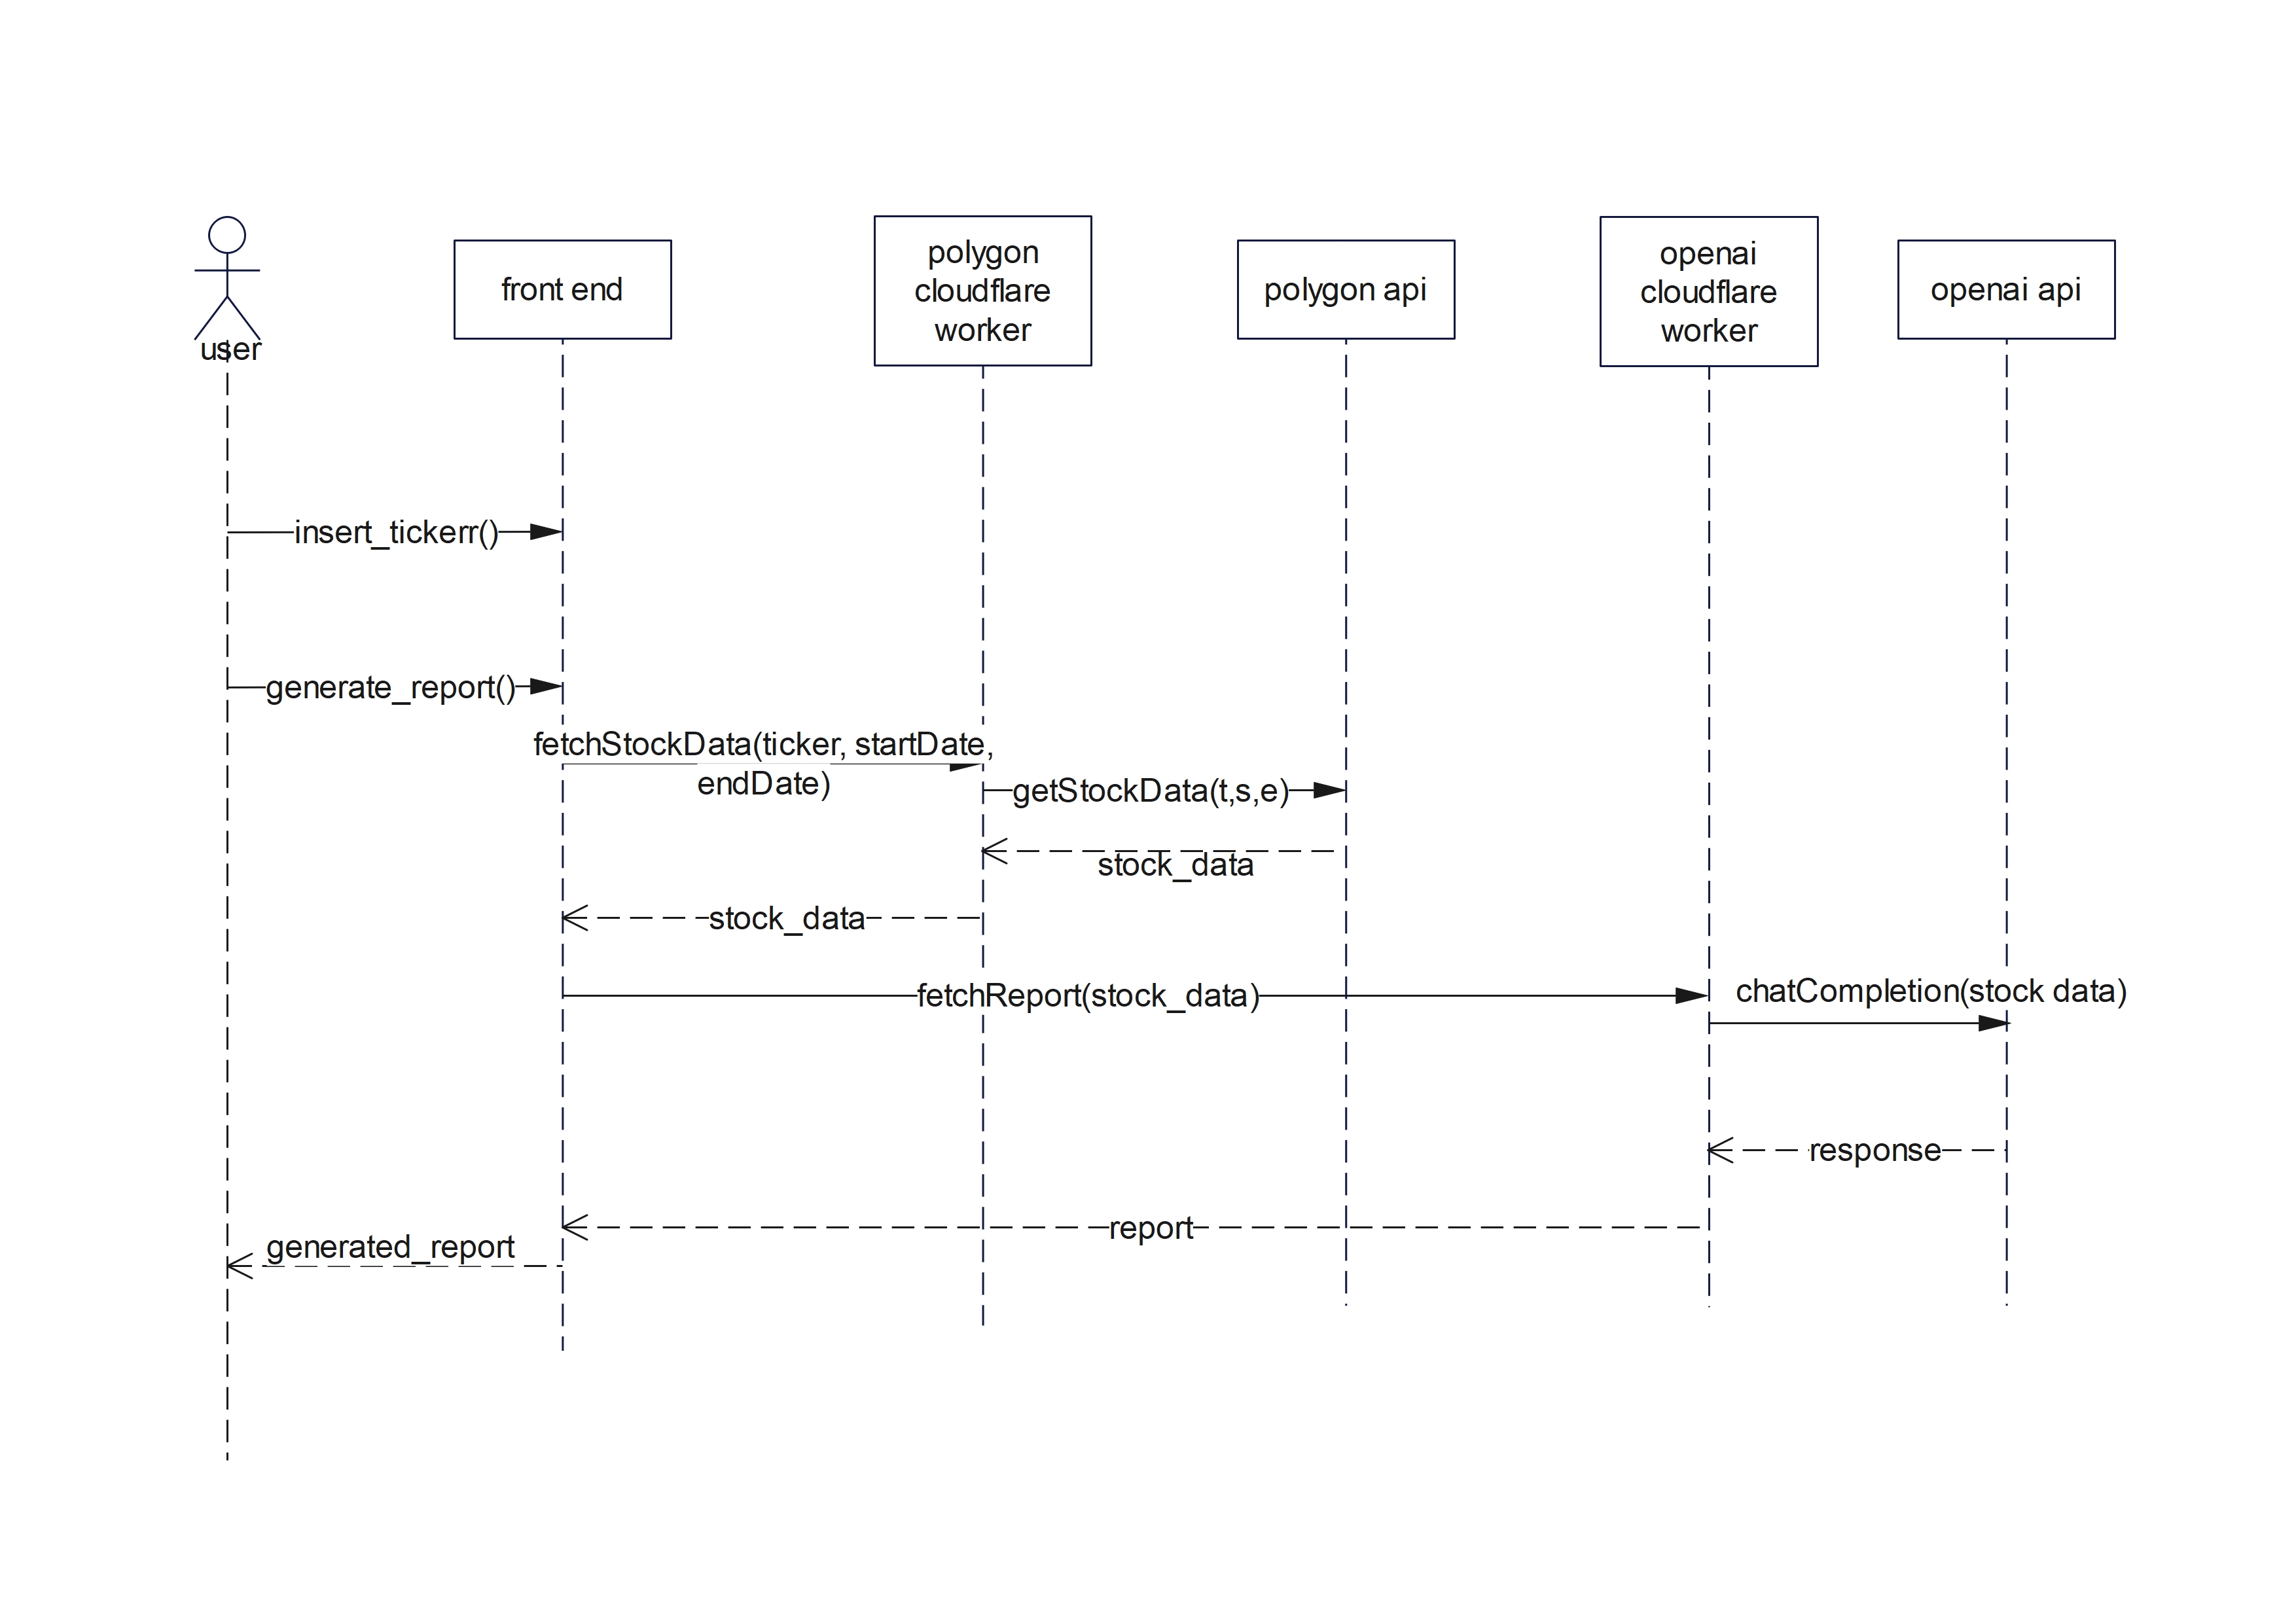 user
front end
polygon
cloudflare
worker
polygon api
openai
cloudflare
worker
openai api
insert_tickerr()
generate_report()
fetchStockData(ticker, startDate,
endDate)
getStockData(t,s,e)
stock_data
stock_data
fetchReport(stock_data)
chatCompletion(stock data)
response
report
generated_report